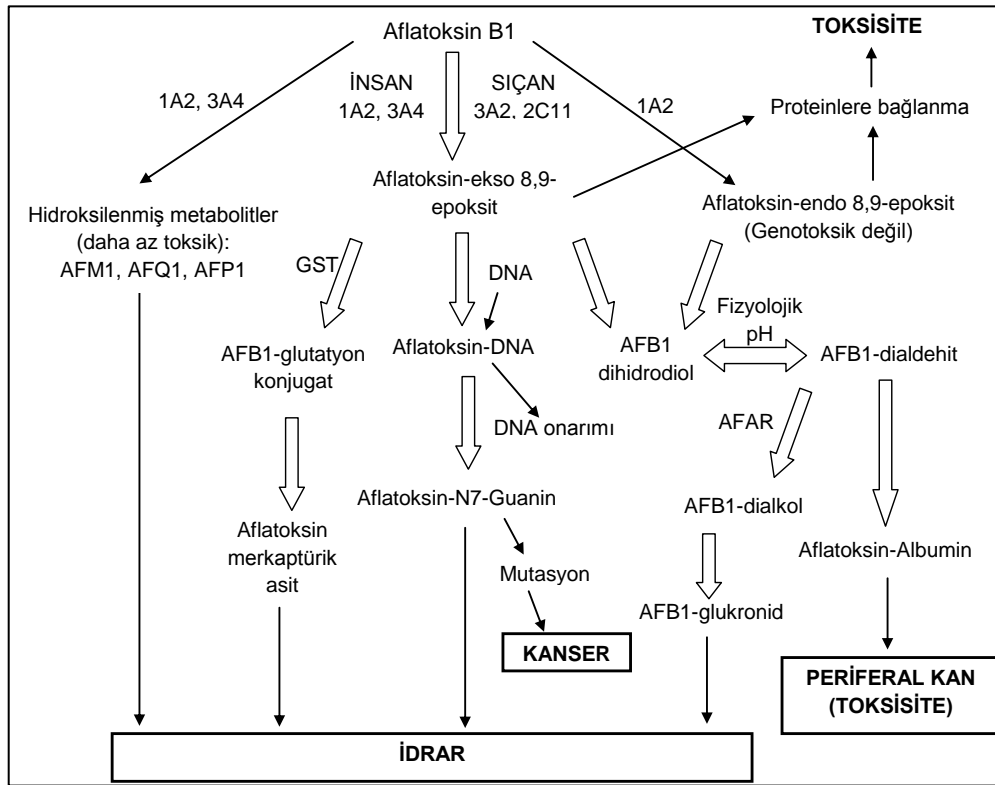 Aflatoksin B1
TOKSİSİTE
İNSAN
1A2, 3A4
SIÇAN
3A2, 2C11
1A2, 3A4
1A2
Proteinlere bağlanma
Aflatoksin-ekso 8,9-
epoksit
Aflatoksin-endo 8,9-epoksit
(Genotoksik değil)
Hidroksilenmiş metabolitler
(daha az toksik):
AFM1, AFQ1, AFP1
GST
DNA
Fizyolojik
pH
AFB1-glutatyon
konjugat
Aflatoksin-DNA
AFB1
dihidrodiol
AFB1-dialdehit
DNA onarımı
AFAR
Aflatoksin-N7-Guanin
AFB1-dialkol
Aflatoksin
merkaptürik
asit
Aflatoksin-Albumin
Mutasyon
AFB1-glukronid
KANSER
PERİFERAL KAN
(TOKSİSİTE)
İDRAR